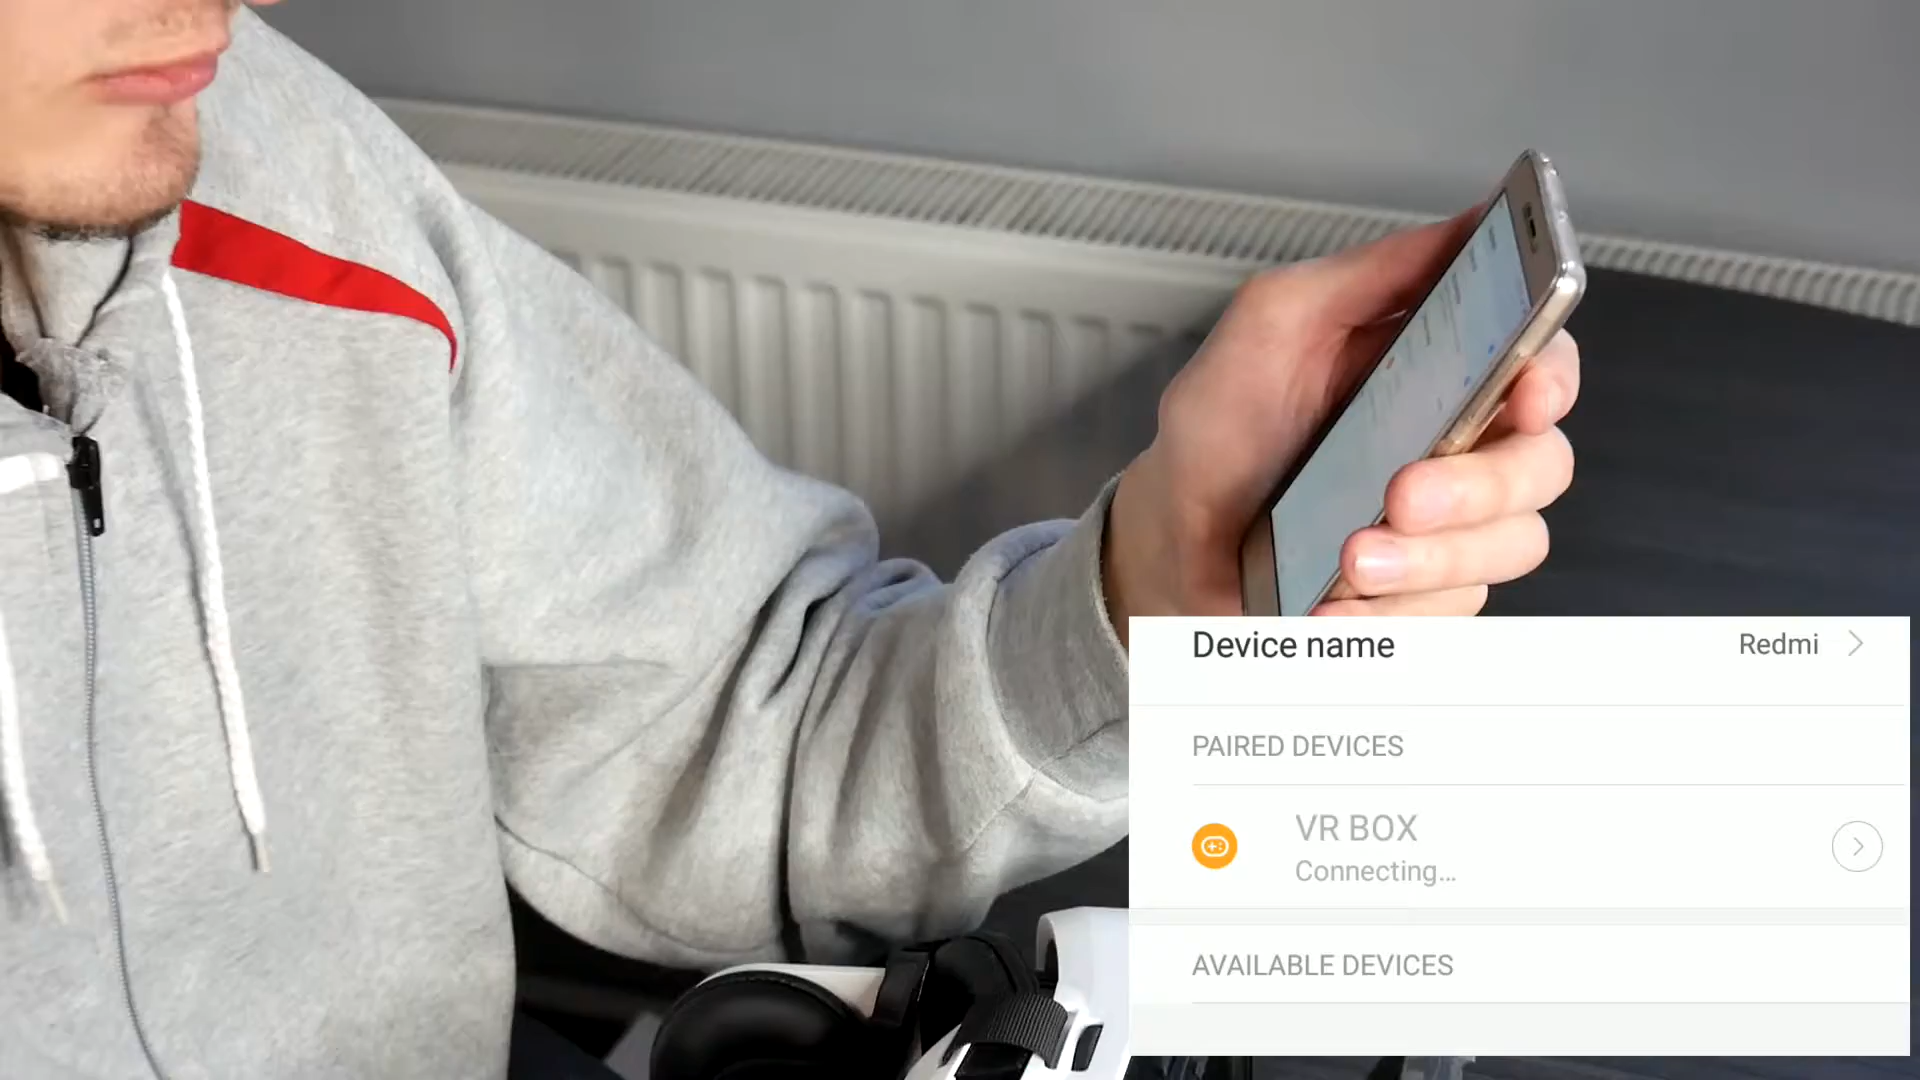 Device name
Redmi
PAIRED DEVICES
VR BOX
Connecting...
AVAILABLE DEVICES